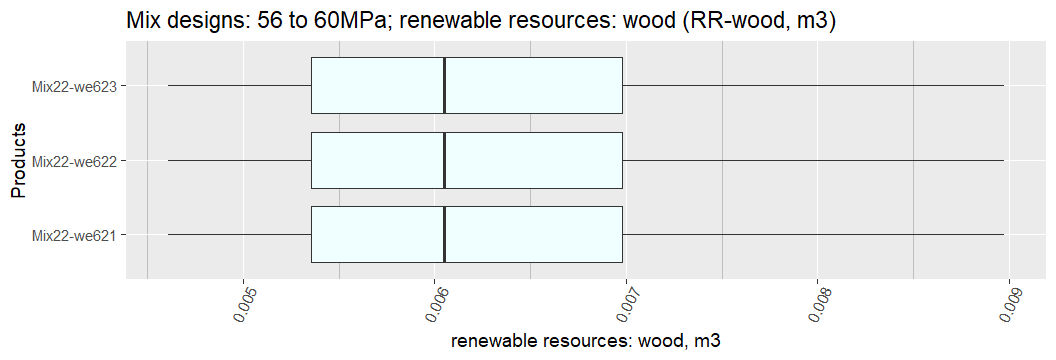 Mix designs: 56 to 60MPa; renewable resources: wood (RR-wood, m3)
Products
Mix22-we623
Mix22-we622
Mix22-we621
0.005
0.006
0.007
0.008
0.009
renewable resources: wood, m3